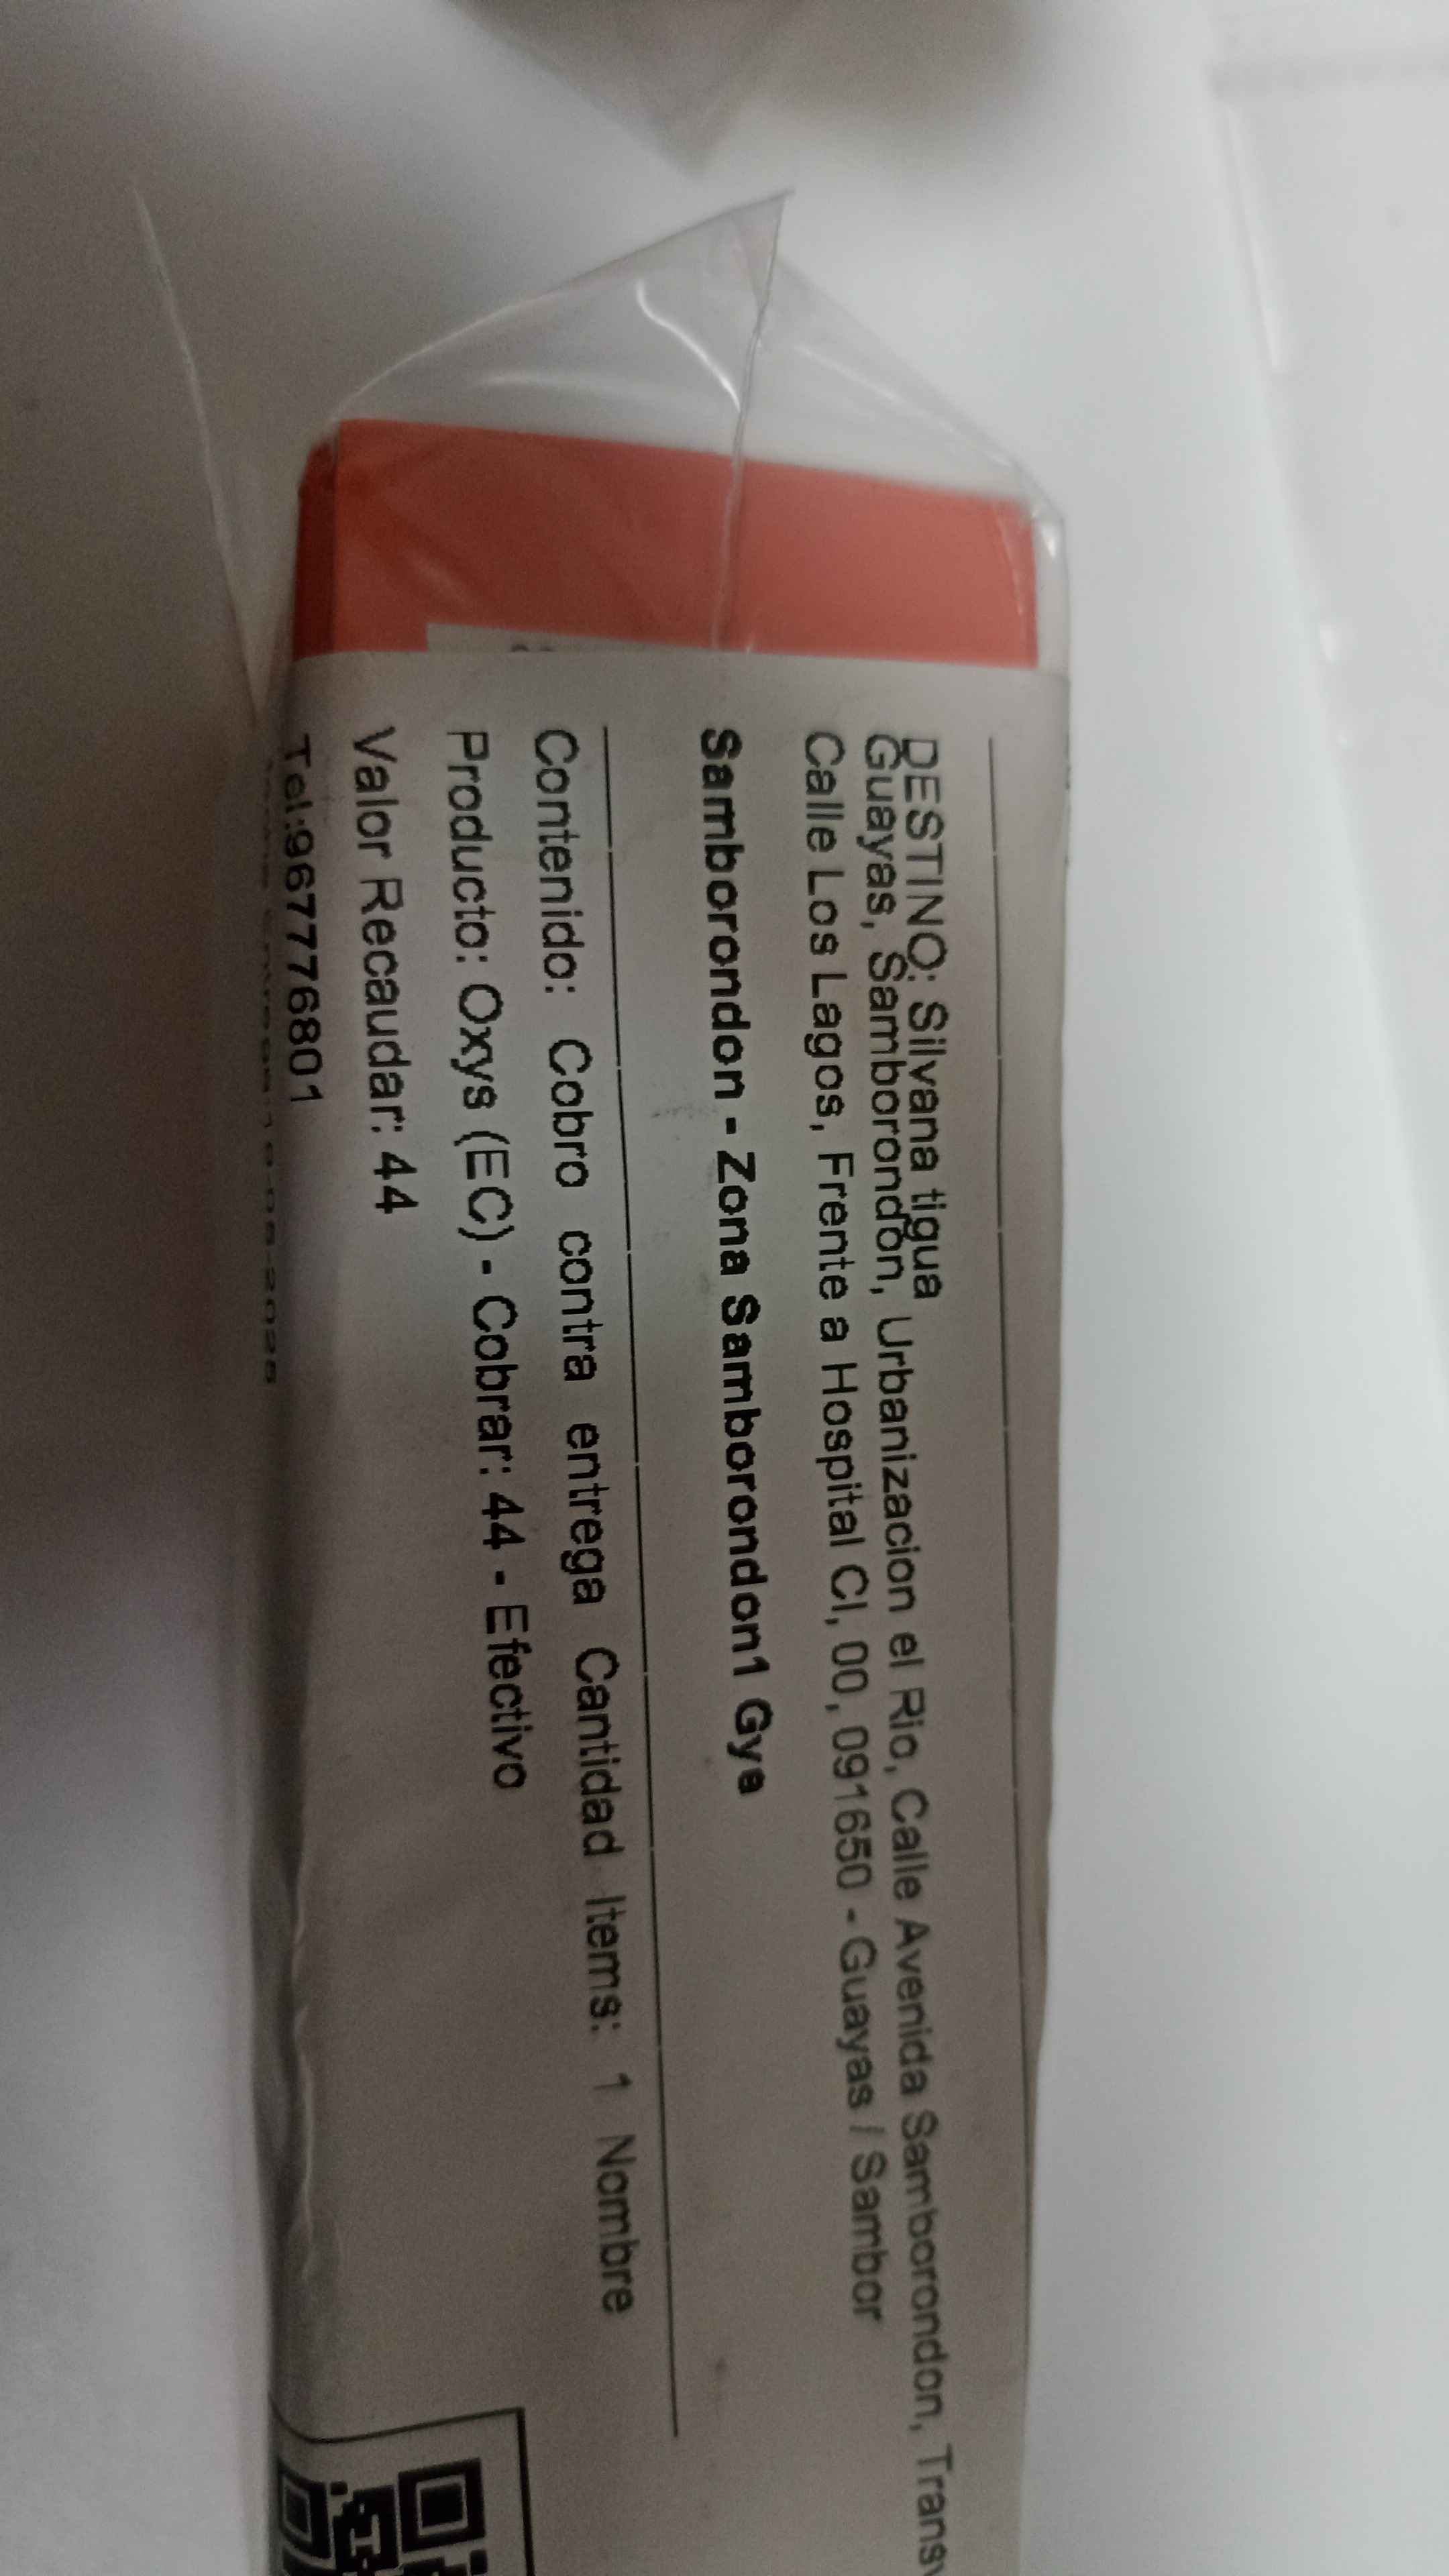 DESTINO: Silvana tigua
Guayas, Samborondón, Urbanizacion el Rio, Calle Avenida Samborondon, Transv
Calle Los Lagos, Frente a Hospital Cl, 00, 091650 - Guayas / Sambor
Samborondon - Zona Samborondon1 Gye
Contenido: Cobro contra entrega Cantidad Items: 1 Nombre
Producto: Oxys (EC) - Cobrar: 44 - Efectivo
Valor Recaudar: 44
Tel:967776801